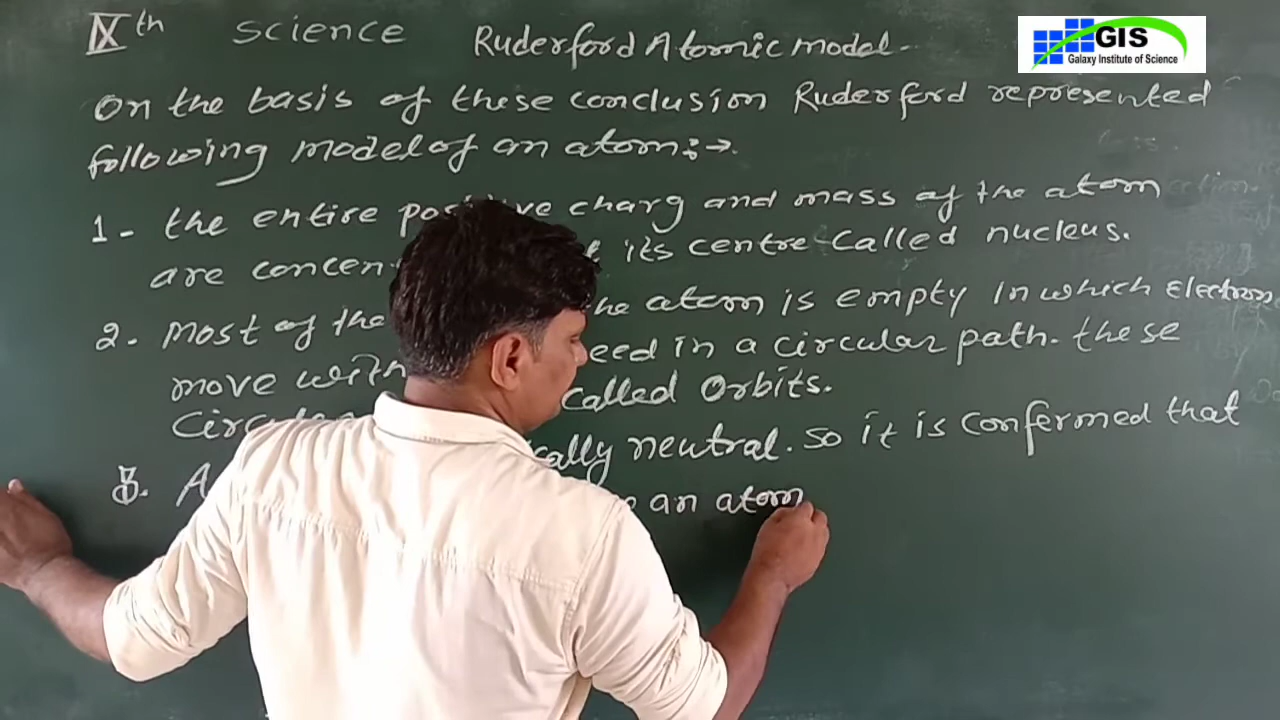 IXth science Ruderford Atomic model-
GIS
Galaxy Institute of Science
On the basis of these conclusion Ruderford represented
following model of an atom:→.
1- the entire positive charg and mass of the atom
are concen its centre called nucleus.
2. Most of the the atom is empty in which Electrons
move with eed in a circular path. these
Circula called Orbits.
3. A cally neutral. So it is confermed that
an atom